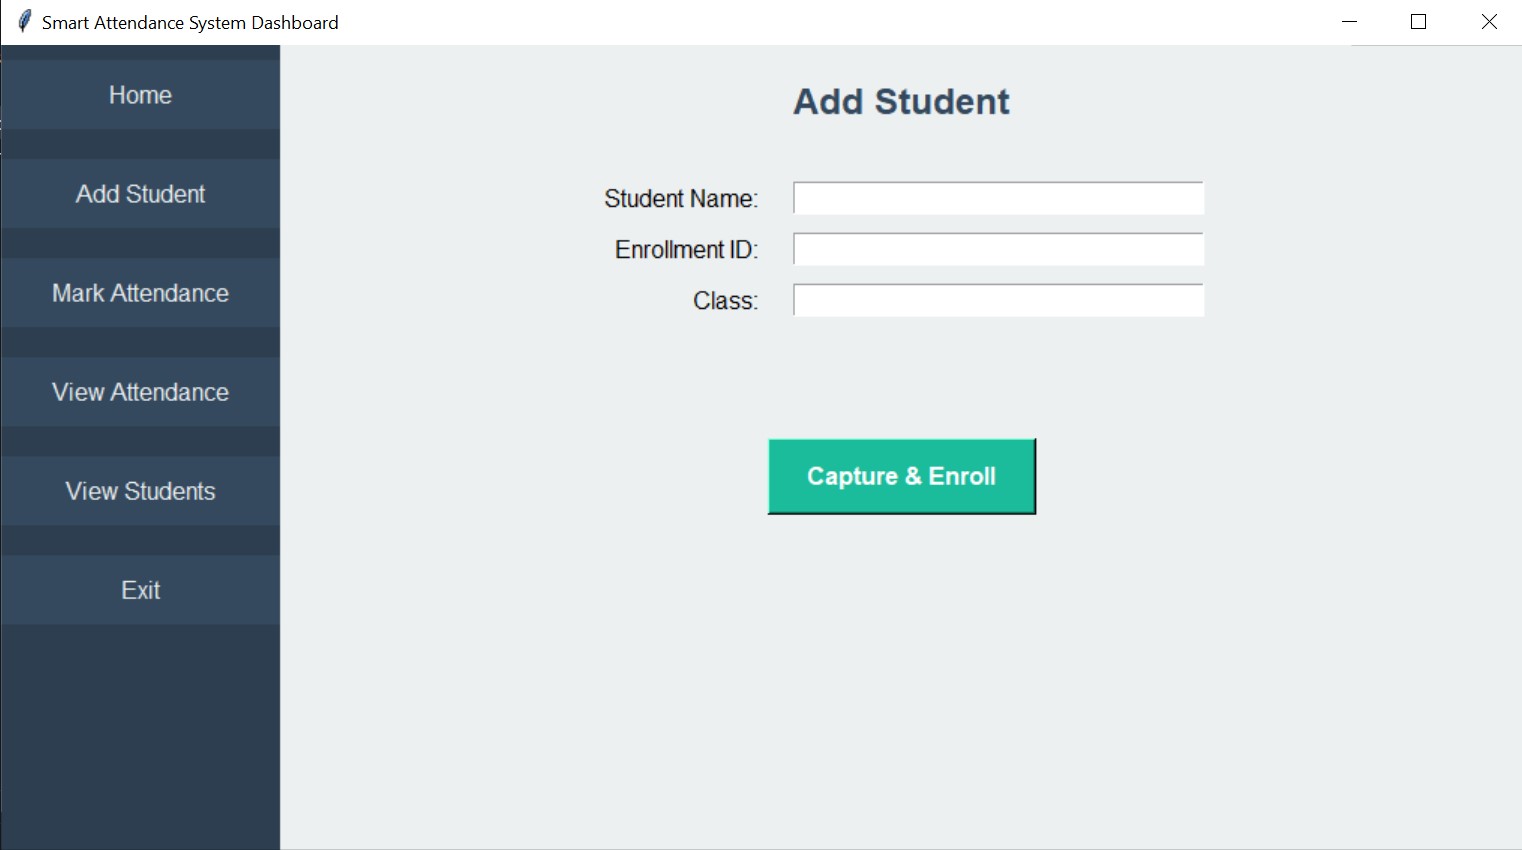 Smart Attendance System Dashboard
Home
Add Student
Mark Attendance
View Attendance
View Students
Exit
Add Student
Student Name:
Enrollment ID:
Class:
Capture & Enroll